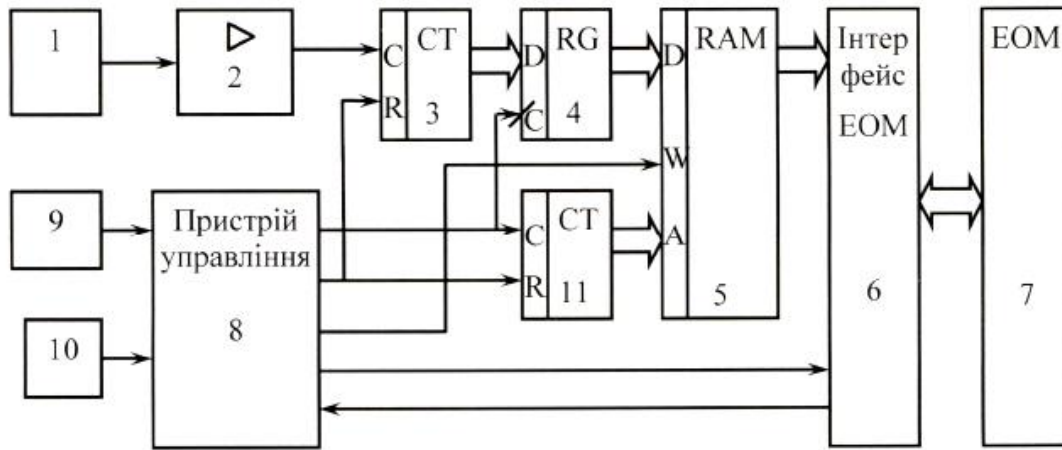 1
2
C
R
CT
3
D
C
RG
4
D
W
A
RAM
5
Інтер
фейс
ЕОМ
6
ЕОМ
7
9
10
Пристрій
управління
8
C
R
CT
11